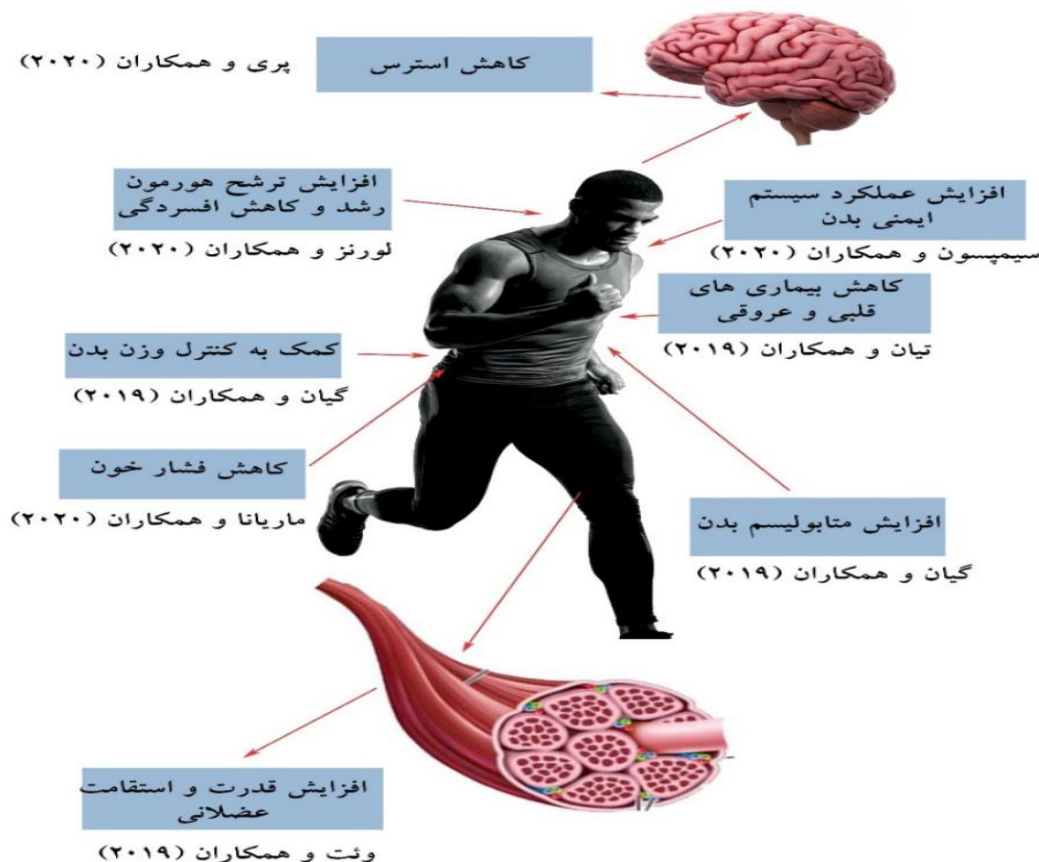 کاهش استرس
پری و همکاران (۲۰۲۰)
افزایش ترشح هورمون
رشد و کاهش افسردگی
لورنز و همکاران (۲۰۲۰)
افزایش عملکرد سیستم
ایمنی بدن
سیمپسون و همکاران (۲۰۲۰)
کاهش بیماری های
قلبی و عروقی
تیان و همکاران (۲۰۱۹)
کمک به کنترل وزن بدن
گیان و همکاران (۲۰۱۹)
کاهش فشار خون
ماریانا و همکاران (۲۰۲۰)
افزایش متابولیسم بدن
گیان و همکاران (۲۰۱۹)
افزایش قدرت و استقامت
عضلانی
وئت و همکاران (۲۰۱۹)